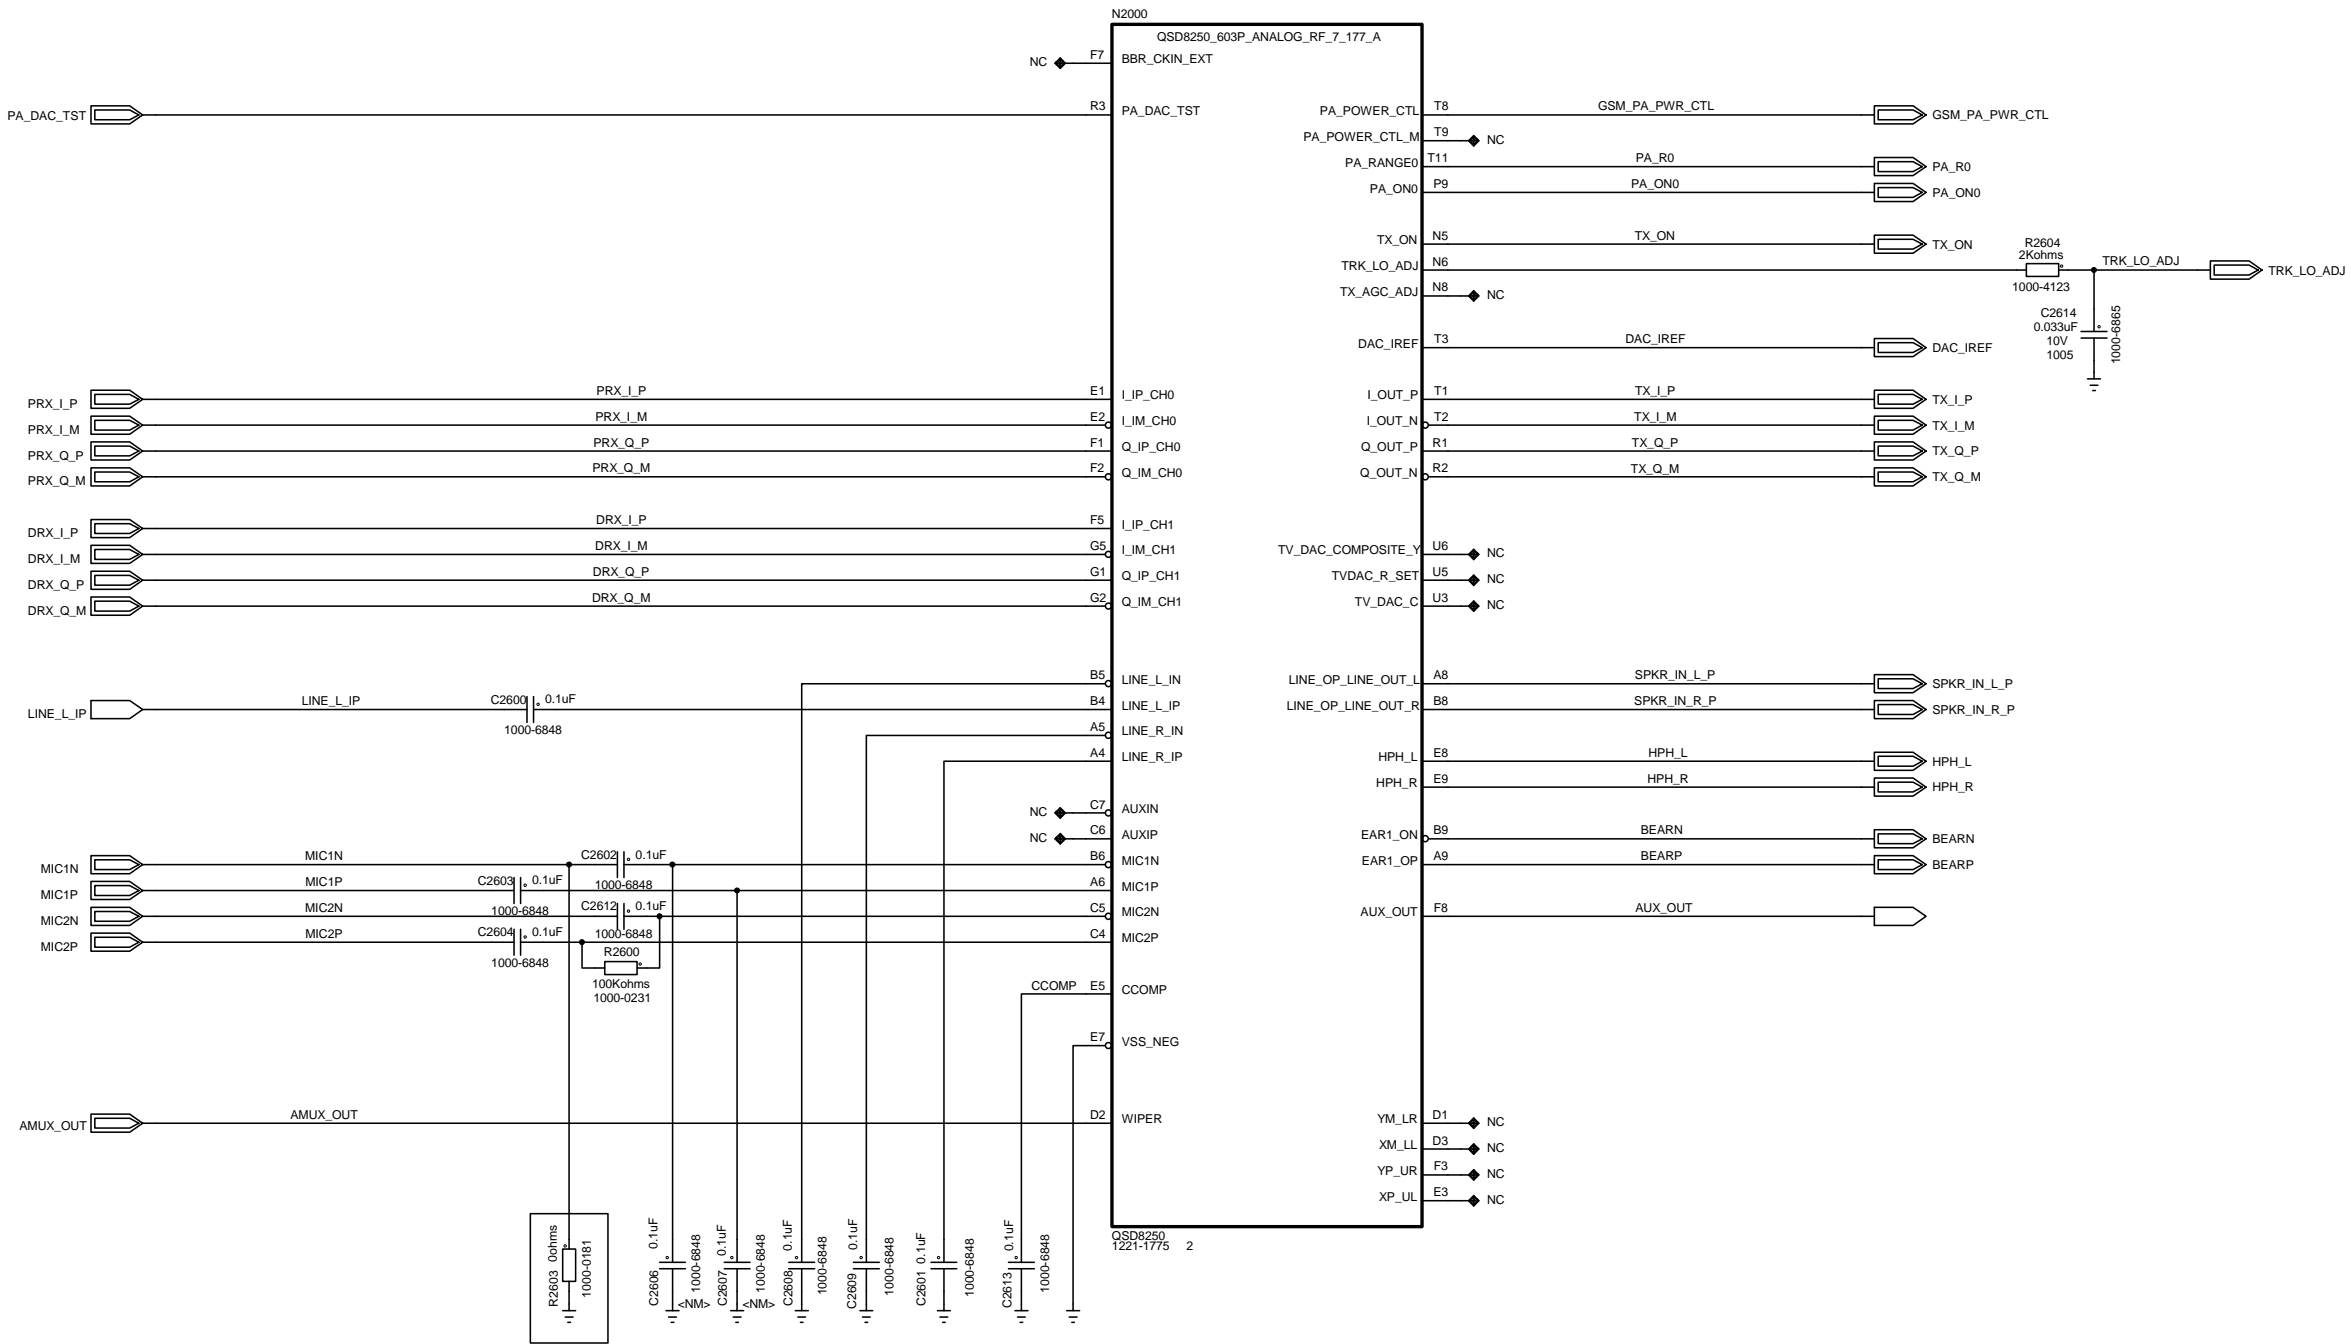 N2000
QSD8250_603P_ANALOG_RF_7_177_A
NC F7 BBR_CKIN_EXT
PA_DAC_TST R3 PA_DAC_TST PA_POWER_CTL T8 GSM_PA_PWR_CTL GSM_PA_PWR_CTL
PA_POWER_CTL_M T9 NC
PA_RANGE0 T11 PA_R0 PA_R0
PA_ON0 P9 PA_ON0 PA_ON0
TX_ON N5 TX_ON TX_ON
R2604
2Kohms
TRK_LO_ADJ N6 TRK_LO_ADJ TRK_LO_ADJ
1000-4123
TX_AGC_ADJ N8 NC
C2614
0.033uF
10V
1005
1000-6865
DAC_IREF T3 DAC_IREF DAC_IREF
PRX_I_P PRX_I_P E1 I_IP_CH0 I_OUT_P T1 TX_I_P TX_I_P
PRX_I_M PRX_I_M E2 I_IM_CH0 I_OUT_N T2 TX_I_M TX_I_M
PRX_Q_P PRX_Q_P F1 Q_IP_CH0 Q_OUT_P R1 TX_Q_P TX_Q_P
PRX_Q_M PRX_Q_M F2 Q_IM_CH0 Q_OUT_N R2 TX_Q_M TX_Q_M
DRX_I_P DRX_I_P F5 I_IP_CH1
DRX_I_M DRX_I_M G5 I_IM_CH1 TV_DAC_COMPOSITE_Y U6 NC
DRX_Q_P DRX_Q_P G1 Q_IP_CH1 TVDAC_R_SET U5 NC
DRX_Q_M DRX_Q_M G2 Q_IM_CH1 TV_DAC_C U3 NC
B5 LINE_L_IN LINE_OP_LINE_OUT_L A8 SPKR_IN_L_P SPKR_IN_L_P
LINE_L_IP LINE_L_IP C2600 0.1uF B4 LINE_L_IP LINE_OP_LINE_OUT_R B8 SPKR_IN_R_P SPKR_IN_R_P
1000-6848
A5 LINE_R_IN
A4 LINE_R_IP HPH_L E8 HPH_L HPH_L
HPH_R E9 HPH_R HPH_R
NC C7 AUXIN
NC C6 AUXIP EAR1_ON B9 BEARN BEARN
MIC1N MIC1N C2602 0.1uF B6 MIC1N EAR1_OP A9 BEARP BEARP
1000-6848
MIC1P MIC1P C2603 0.1uF A6 MIC1P
1000-6848
MIC2N MIC2N C2612 0.1uF C5 MIC2N AUX_OUT F8 AUX_OUT
1000-6848
MIC2P MIC2P C2604 0.1uF C4 MIC2P
1000-6848
R2600
100Kohms
1000-0231
CCOMP E5 CCOMP
E7 VSS_NEG
AMUX_OUT AMUX_OUT D2 WIPER YM_LR D1 NC
XM_LL D3 NC
YP_UR F3 NC
XP_UL E3 NC
R2603 0ohms
1000-0181
C2606 0.1uF
1000-6848
<NM>
C2607 0.1uF
1000-6848
<NM>
C2608 0.1uF
1000-6848
C2609 0.1uF
1000-6848
C2601 0.1uF
1000-6848
C2613 0.1uF
1000-6848
QSD8250
1221-1775 2